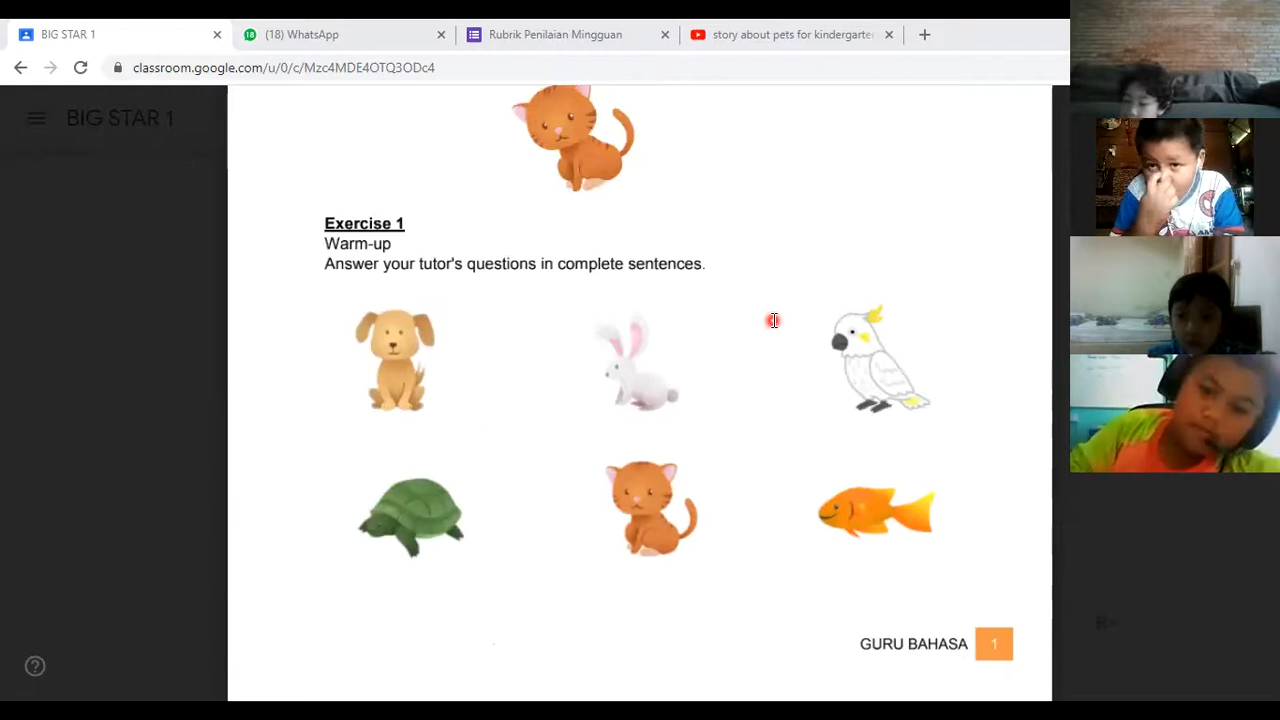 BIG STAR 1
(18) WhatsApp
Rubrik Penilaian Mingguan
story about pets for kindergarte
classroom.google.com/u/0/c/Mzc4MDE4OTQ3ODc4
BIG STAR 1
Exercise 1
Warm-up
Answer your tutor's questions in complete sentences.
GURU BAHASA 1